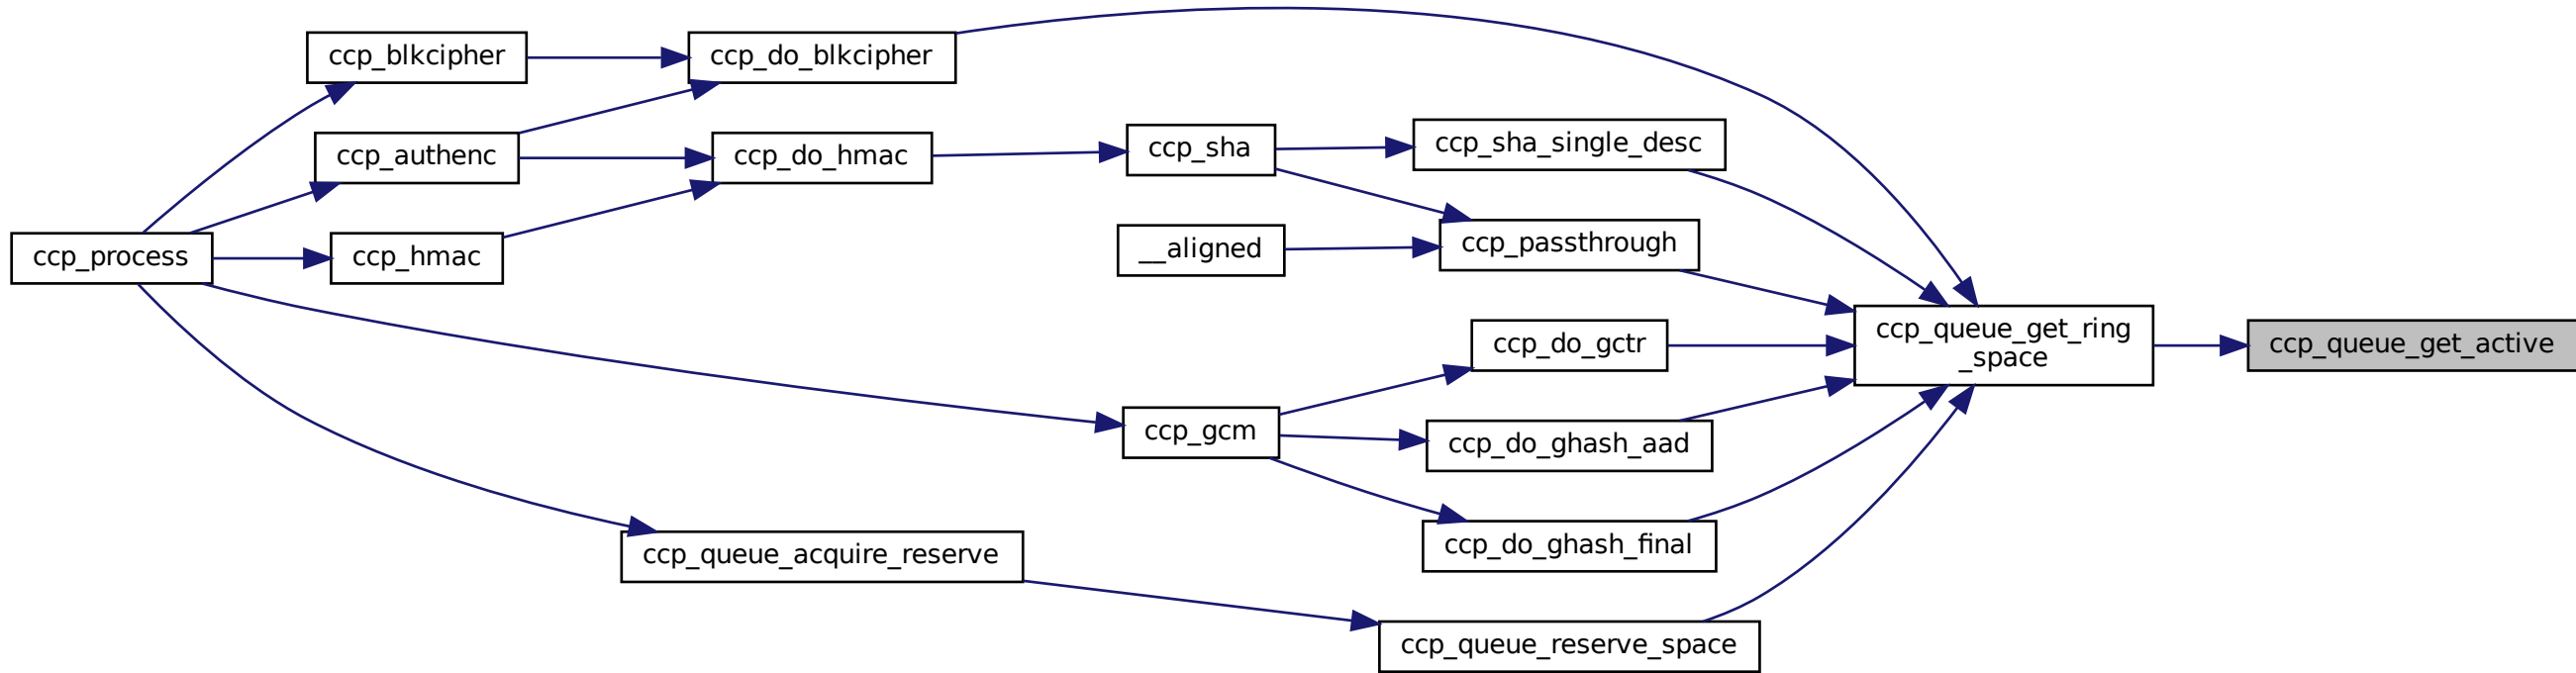 ccp_blkcipher
ccp_do_blkcipher
ccp_authenc
ccp_do_hmac
ccp_sha
ccp_sha_single_desc
ccp_process
ccp_hmac
__aligned
ccp_passthrough
ccp_queue_get_ring
_space
ccp_queue_get_active
ccp_do_gctr
ccp_gcm
ccp_do_ghash_aad
ccp_do_ghash_final
ccp_queue_acquire_reserve
ccp_queue_reserve_space